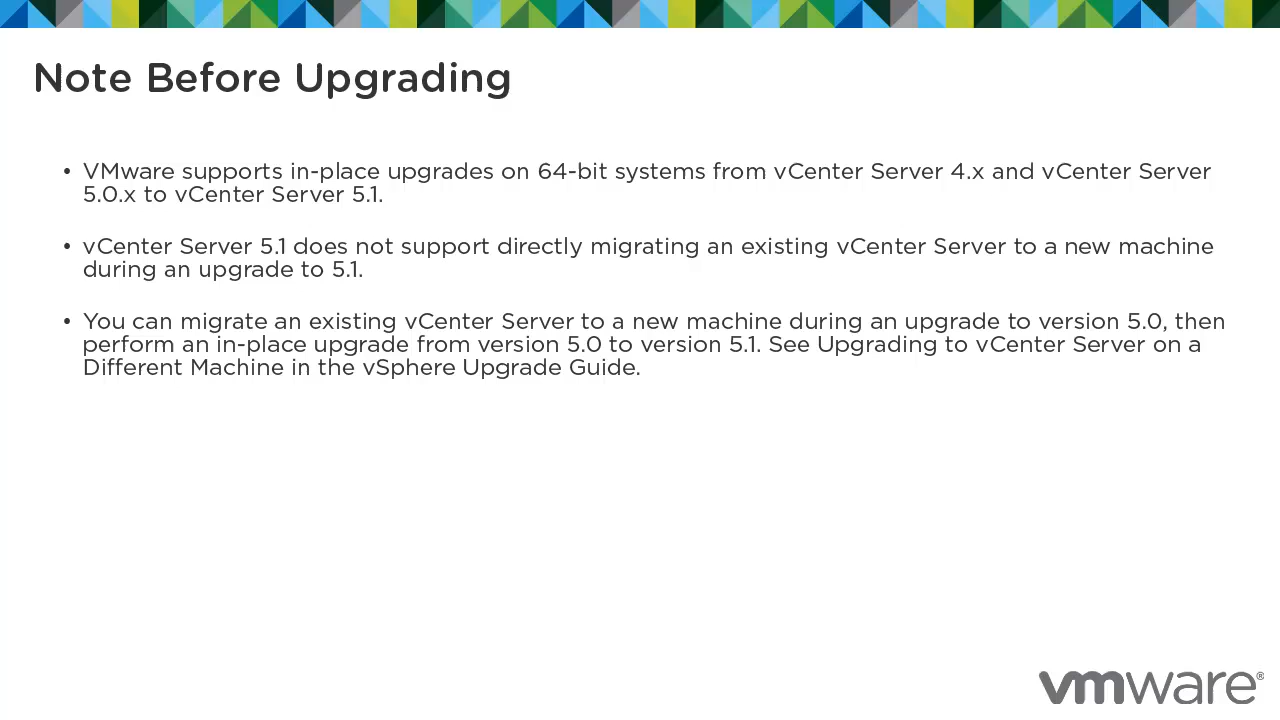 Note Before Upgrading
• VMware supports in-place upgrades on 64-bit systems from vCenter Server 4.x and vCenter Server
5.0.x to vCenter Server 5.1.
• vCenter Server 5.1 does not support directly migrating an existing vCenter Server to a new machine
during an upgrade to 5.1.
• You can migrate an existing vCenter Server to a new machine during an upgrade to version 5.0, then
perform an in-place upgrade from version 5.0 to version 5.1. See Upgrading to vCenter Server on a
Different Machine in the vSphere Upgrade Guide.
vmware®